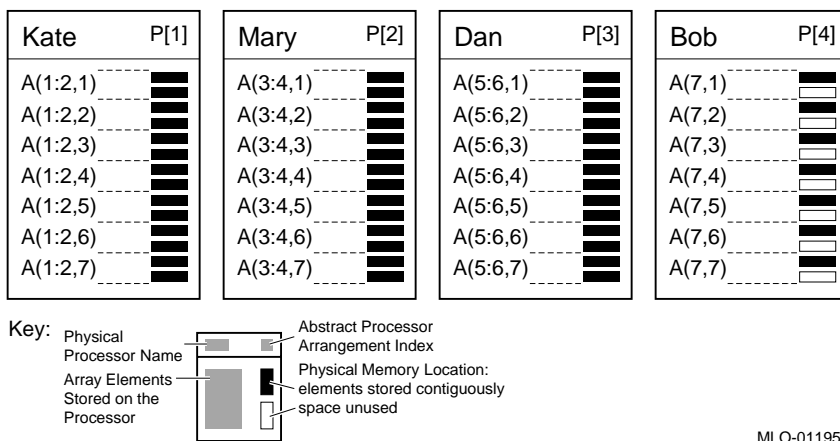 Kate P[1]
A(1:2,1)
A(1:2,2)
A(1:2,3)
A(1:2,4)
A(1:2,5)
A(1:2,6)
A(1:2,7)
Mary P[2]
A(3:4,1)
A(3:4,2)
A(3:4,3)
A(3:4,4)
A(3:4,5)
A(3:4,6)
A(3:4,7)
Dan P[3]
A(5:6,1)
A(5:6,2)
A(5:6,3)
A(5:6,4)
A(5:6,5)
A(5:6,6)
A(5:6,7)
Bob P[4]
A(7,1)
A(7,2)
A(7,3)
A(7,4)
A(7,5)
A(7,6)
A(7,7)
Key:
Physical
Processor Name
Array Elements
Stored on the
Processor
Abstract Processor
Arrangement Index
Physical Memory Location:
elements stored contiguously
space unused
MLO-01195